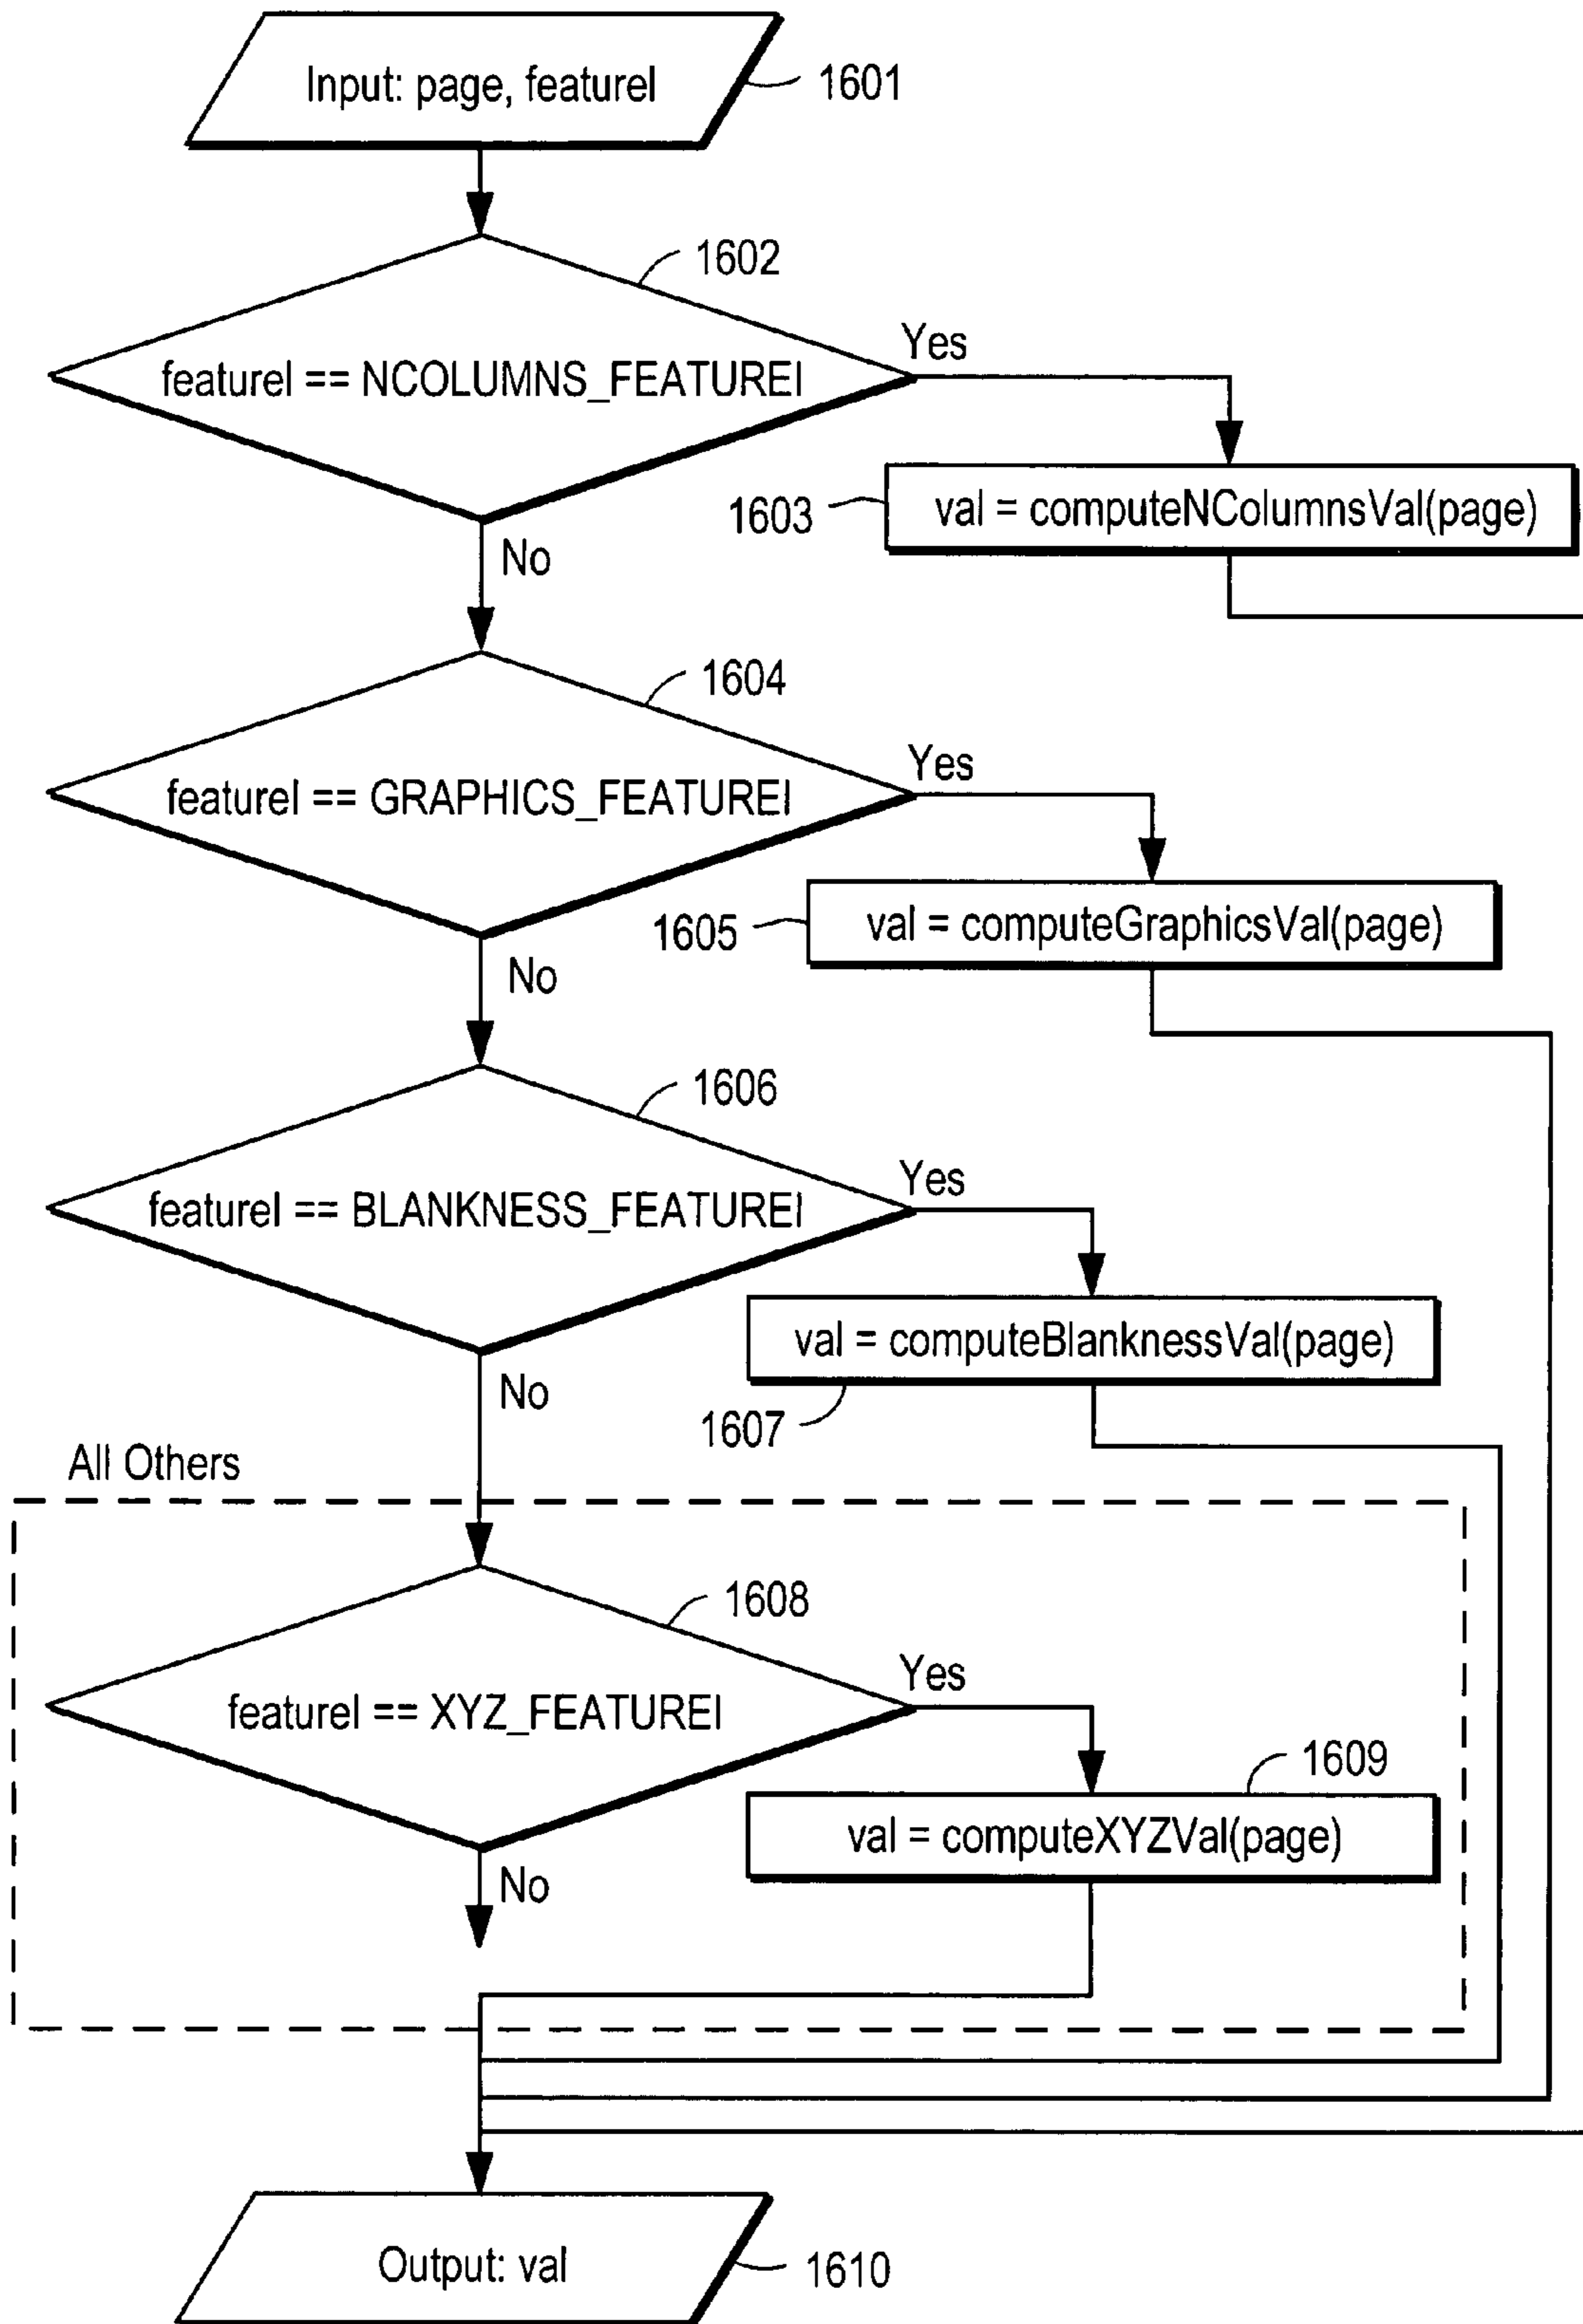 Input: page, featureI
1601
1602
featureI == NCOLUMNS_FEATUREI
Yes
1603
val = computeNColumnsVal(page)
No
1604
featureI == GRAPHICS_FEATUREI
Yes
1605
val = computeGraphicsVal(page)
No
1606
featureI == BLANKNESS_FEATUREI
Yes
val = computeBlanknessVal(page)
1607
No
All Others
1608
featureI == XYZ_FEATUREI
Yes
1609
val = computeXYZVal(page)
No
Output: val
1610